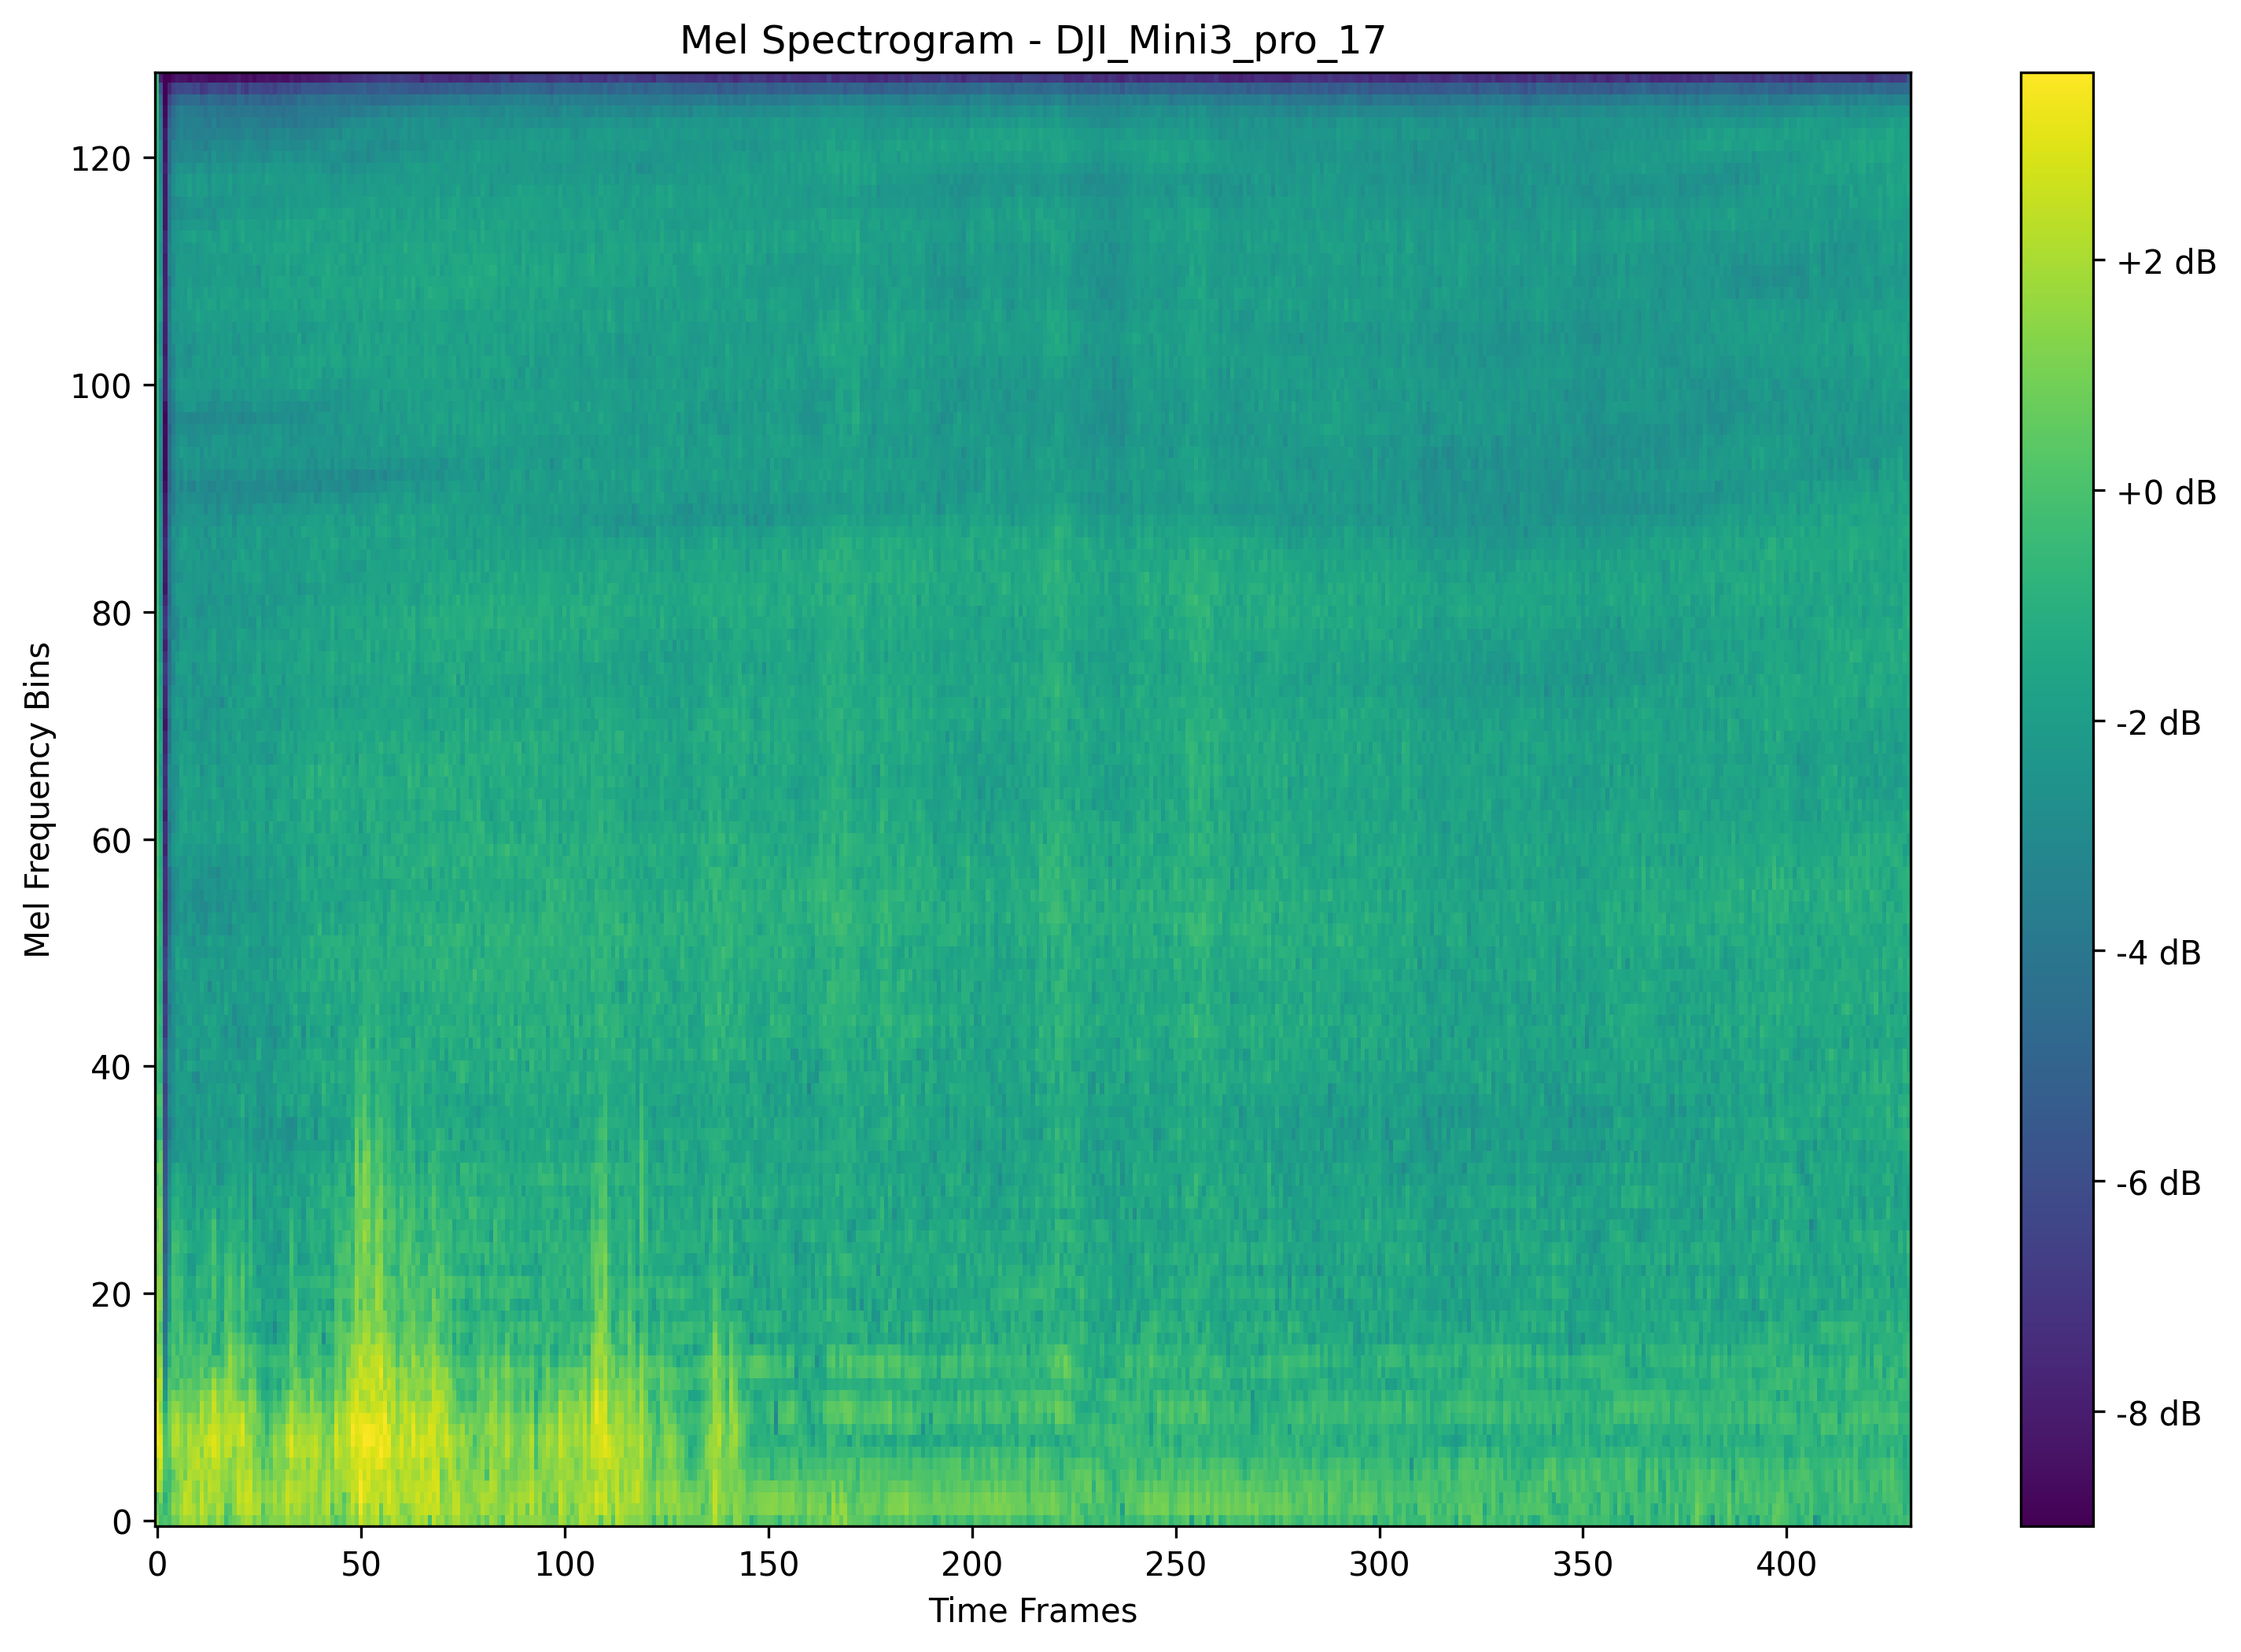 Mel Spectrogram - DJI_Mini3_pro_17
Mel Frequency Bins
120
100
80
60
40
20
0
0 50 100 150 200 250 300 350 400
Time Frames
+2 dB
+0 dB
-2 dB
-4 dB
-6 dB
-8 dB